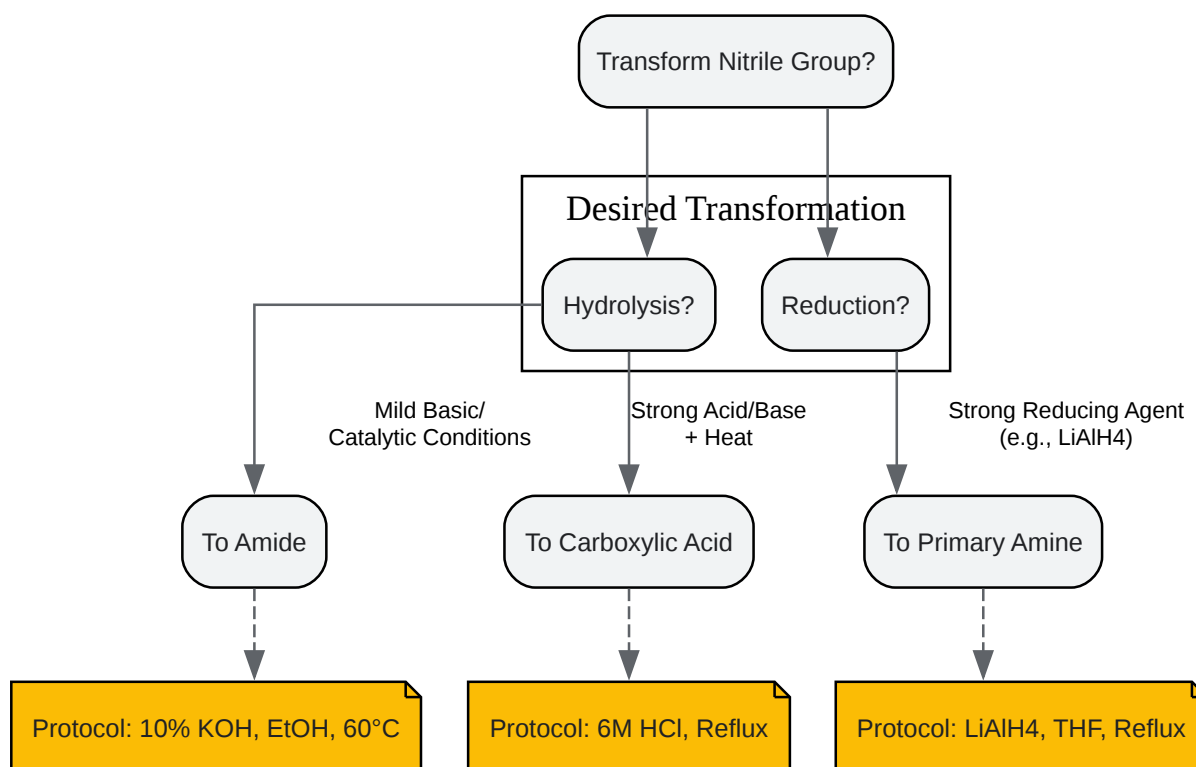 Transform Nitrile Group?
Desired Transformation
Hydrolysis?
Reduction?
Mild Basic/
Catalytic Conditions
Strong Acid/Base
+ Heat
Strong Reducing Agent
(e.g., LiAlH4)
To Amide
To Carboxylic Acid
To Primary Amine
Protocol: 10% KOH, EtOH, 60°C
Protocol: 6M HCl, Reflux
Protocol: LiAlH4, THF, Reflux